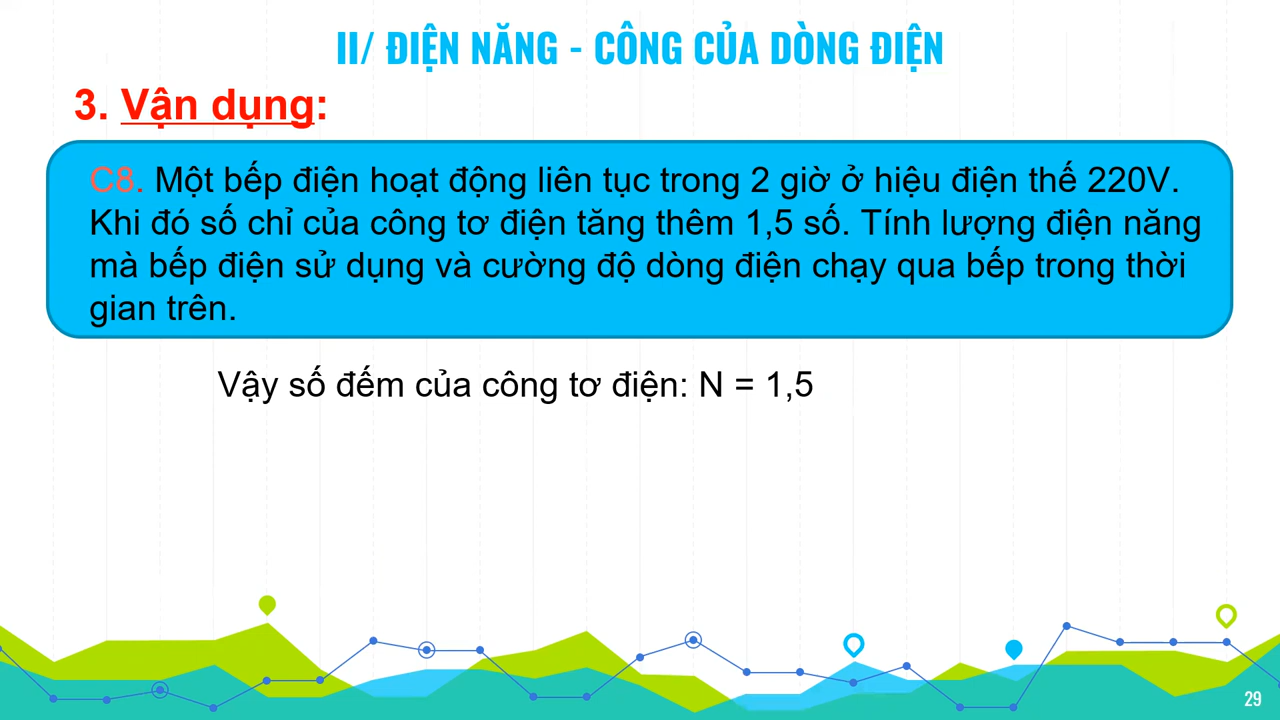 II/ ĐIỆN NĂNG - CÔNG CỦA DÒNG ĐIỆN
3. Vận dụng:
C8. Một bếp điện hoạt động liên tục trong 2 giờ ở hiệu điện thế 220V.
Khi đó số chỉ của công tơ điện tăng thêm 1,5 số. Tính lượng điện năng
mà bếp điện sử dụng và cường độ dòng điện chạy qua bếp trong thời
gian trên.
Vậy số đếm của công tơ điện: N = 1,5
29